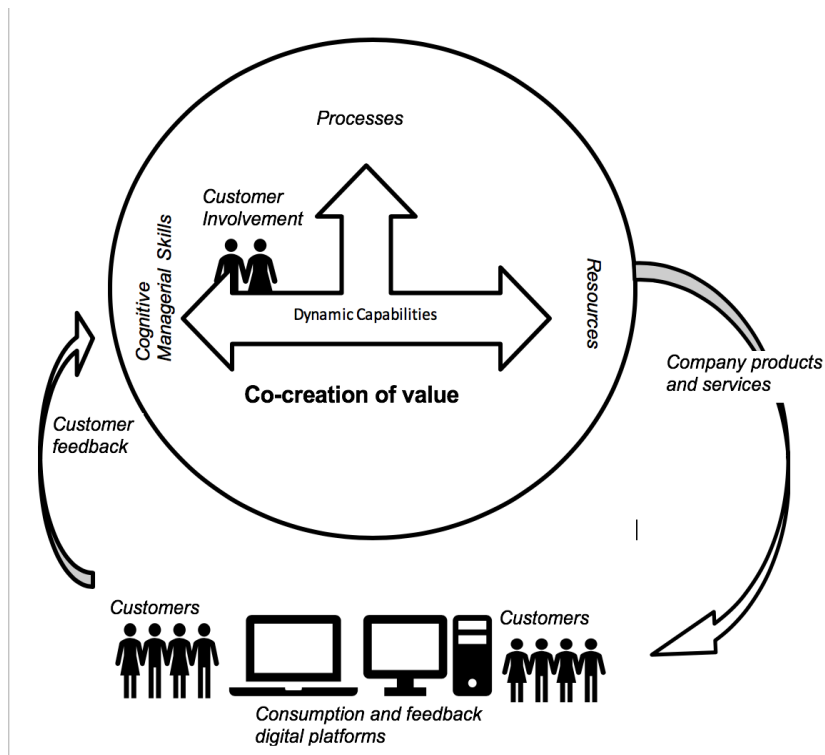 Processes
Customer
Involvement
Cognitive
Managerial Skills
Dynamic Capabilities
Resources
Co-creation of value
Company products
and services
Customer
feedback
Customers
Customers
Consumption and feedback
digital platforms